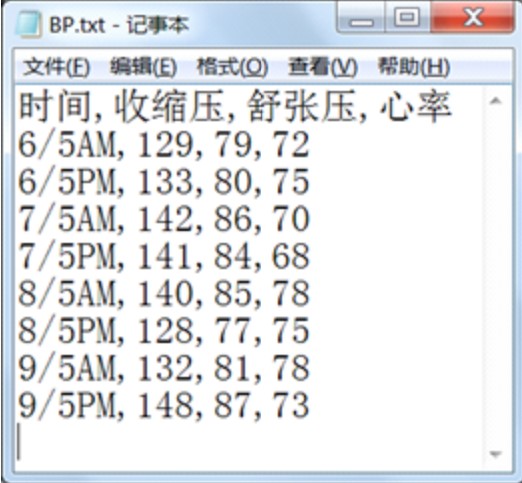 BP.txt - 记事本
文件(F) 编辑(E) 格式(O) 查看(V) 帮助(H)
时间,收缩压,舒张压,心率
6/5AM,129,79,72
6/5PM,133,80,75
7/5AM,142,86,70
7/5PM,141,84,68
8/5AM,140,85,78
8/5PM,128,77,75
9/5AM,132,81,78
9/5PM,148,87,73